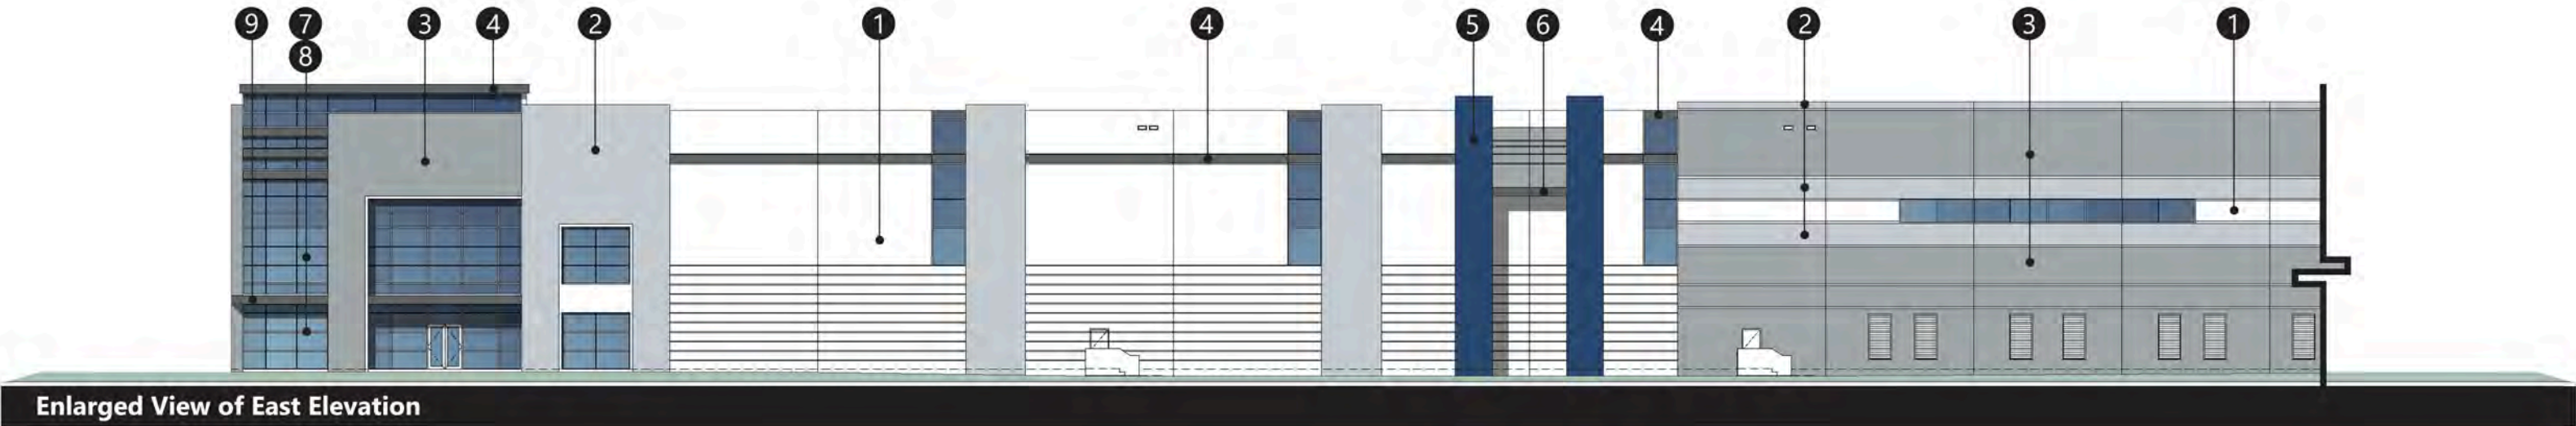 9 7 3 4 2 1 4 5 6 4 2 3 1
8
Enlarged View of East Elevation